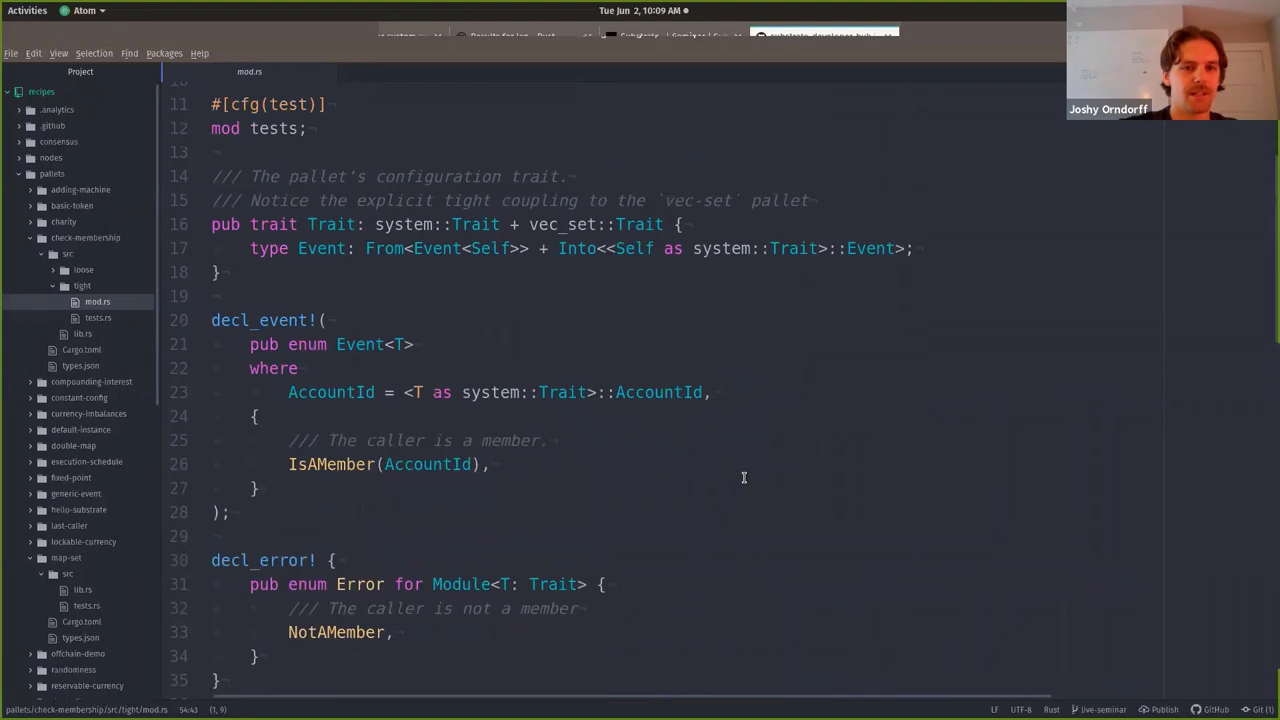 Activities
Atom
Tue Jun 2, 10:09 AM
File Edit View Selection Find Packages Help
Project
mod.rs
recipes
.analytics
.github
consensus
nodes
pallets
adding-machine
basic-token
charity
check-membership
src
loose
tight
mod.rs
tests.rs
lib.rs
Cargo.toml
types.json
compounding-interest
constant-config
currency-imbalances
default-instance
double-map
execution-schedule
fixed-point
generic-event
hello-substrate
last-caller
lockable-currency
map-set
src
lib.rs
tests.rs
Cargo.toml
types.json
offchain-demo
randomness
reservable-currency
11 #[cfg(test)]
12 mod tests;
13
14 /// The pallet's configuration trait.
15 /// Notice the explicit tight coupling to the `vec-set` pallet
16 pub trait Trait: system::Trait + vec_set::Trait {
17 type Event: From<Event<Self>> + Into<<Self as system::Trait>::Event>;
18 }
19
20 decl_event!(
21 pub enum Event<T>
22 where
23 AccountId = <T as system::Trait>::AccountId,
24 {
25 /// The caller is a member.
26 IsAMember(AccountId),
27 }
28 );
29
30 decl_error! {
31 pub enum Error for Module<T: Trait> {
32 /// The caller is not a member
33 NotAMember,
34 }
35 }
Joshy Orndorff
pallets/check-membership/src/tight/mod.rs 54:43 (1, 9)
LF UTF-8 Rust live-seminar Publish GitHub Git (1)